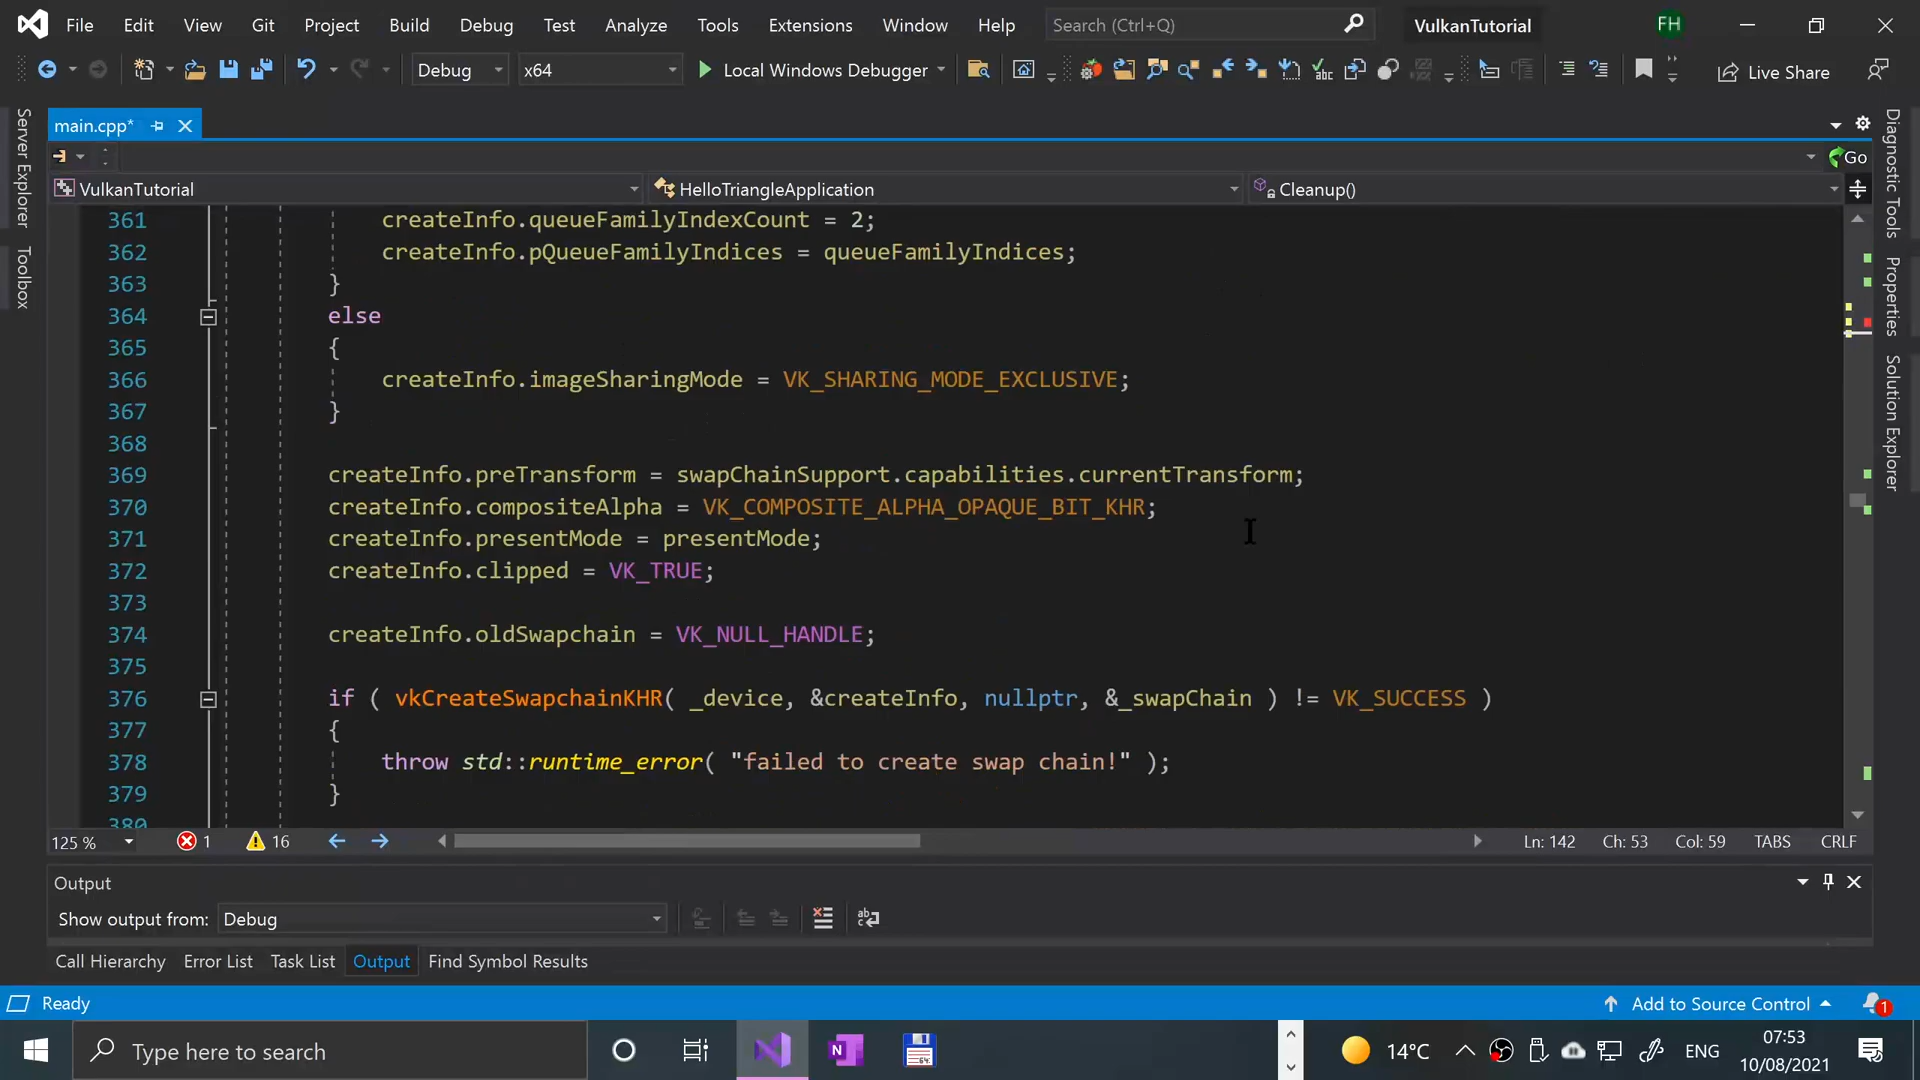 File Edit View Git Project Build Debug Test Analyze Tools Extensions Window Help Search (Ctrl+Q) VulkanTutorial FH
Debug x64 Local Windows Debugger Live Share
main.cpp*
Go
VulkanTutorial HelloTriangleApplication Cleanup()
Server Explorer
Toolbox
Diagnostic Tools
Properties
Solution Explorer
361 createInfo.queueFamilyIndexCount = 2;
362 createInfo.pQueueFamilyIndices = queueFamilyIndices;
363 }
364 else
365 {
366 createInfo.imageSharingMode = VK_SHARING_MODE_EXCLUSIVE;
367 }
368
369 createInfo.preTransform = swapChainSupport.capabilities.currentTransform;
370 createInfo.compositeAlpha = VK_COMPOSITE_ALPHA_OPAQUE_BIT_KHR;
371 createInfo.presentMode = presentMode;
372 createInfo.clipped = VK_TRUE;
373
374 createInfo.oldSwapchain = VK_NULL_HANDLE;
375
376 if ( vkCreateSwapchainKHR( _device, &createInfo, nullptr, &_swapChain ) != VK_SUCCESS )
377 {
378 throw std::runtime_error( "failed to create swap chain!" );
379 }
380
125 % 1 16 Ln: 142 Ch: 53 Col: 59 TABS CRLF
Output
Show output from: Debug
Call Hierarchy Error List Task List Output Find Symbol Results
Ready Add to Source Control 1
Type here to search 14°C ENG 07:53
10/08/2021